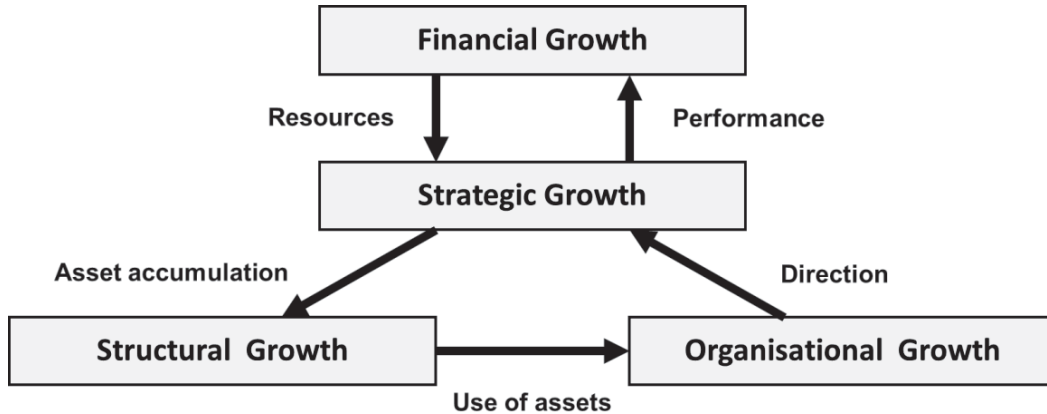 Financial Growth
Resources
Performance
Strategic Growth
Asset accumulation
Direction
Structural Growth
Organisational Growth
Use of assets